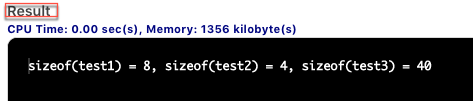 Result
CPU Time: 0.00 sec(s), Memory: 1356 kilobyte(s)
sizeof(test1) = 8, sizeof(test2) = 4, sizeof(test3) = 40